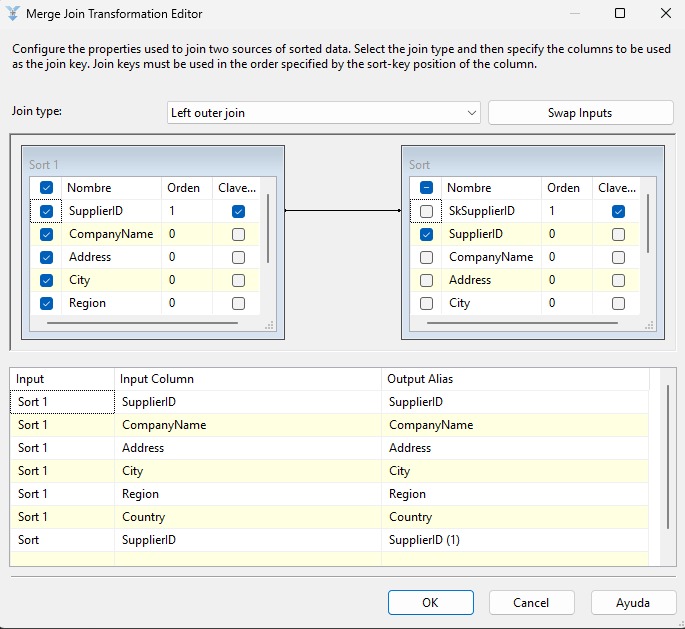 Merge Join Transformation Editor
Configure the properties used to join two sources of sorted data. Select the join type and then specify the columns to be used
as the join key. Join keys must be used in the order specified by the sort-key position of the column.
Join type:
Left outer join
Swap Inputs
Sort 1
Nombre Orden Clave...
SupplierID 1
CompanyName 0
Address 0
City 0
Region 0
Sort
Nombre Orden Clave...
SkSupplierID 1
SupplierID 0
CompanyName 0
Address 0
City 0
Input Input Column Output Alias
Sort 1 SupplierID SupplierID
Sort 1 CompanyName CompanyName
Sort 1 Address Address
Sort 1 City City
Sort 1 Region Region
Sort 1 Country Country
Sort SupplierID SupplierID (1)
OK Cancel Ayuda